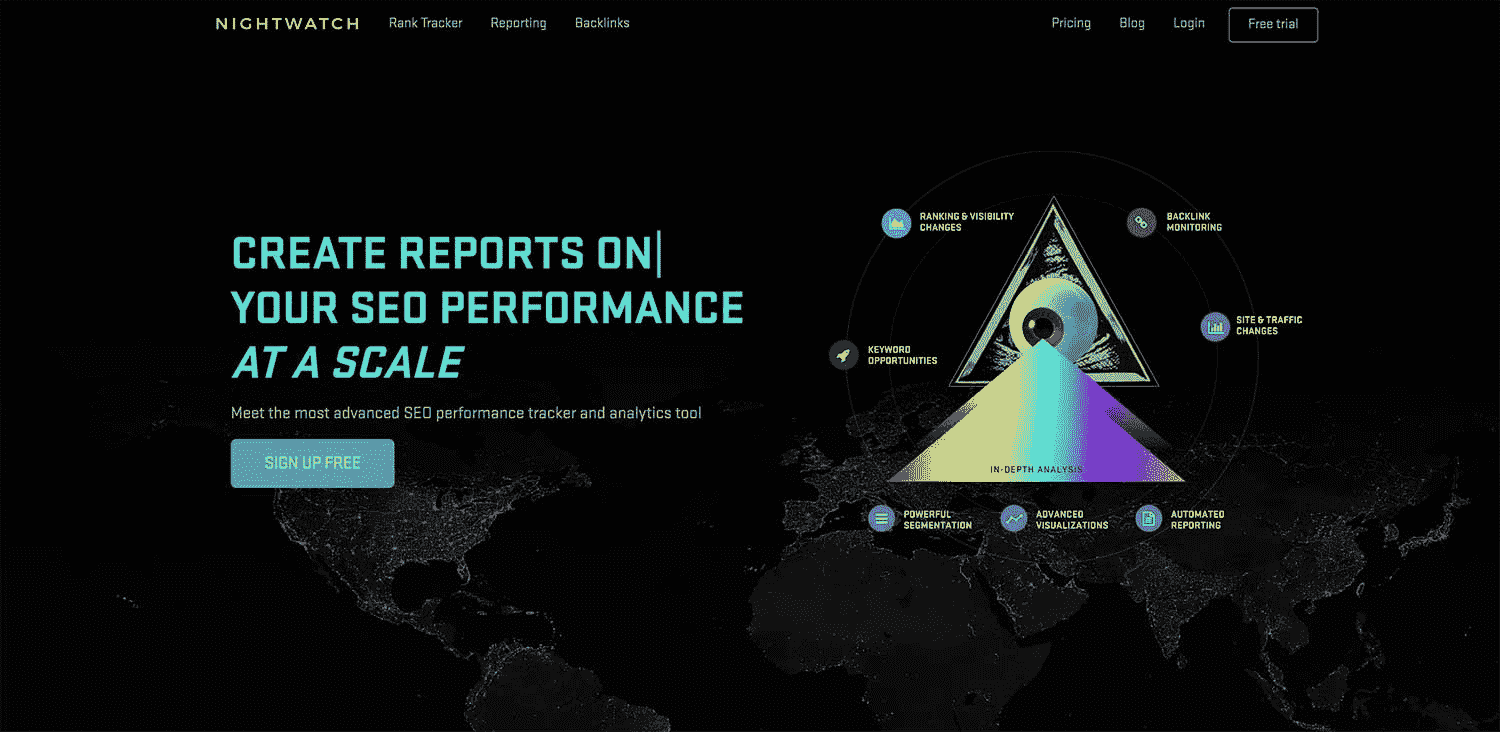 NIGHTWATCH
Rank Tracker
Reporting
Backlinks
Pricing
Blog
Login
Free trial
CREATE REPORTS ON
YOUR SEO PERFORMANCE
AT A SCALE
Meet the most advanced SEO performance tracker and analytics tool
SIGN UP FREE
RANKING & VISIBILITY
CHANGES
BACKLINK
MONITORING
SITE & TRAFFIC
CHANGES
KEYWORD
OPPORTUNITIES
IN-DEPTH ANALYSIS
POWERFUL
SEGMENTATION
ADVANCED
VISUALIZATIONS
AUTOMATED
REPORTING